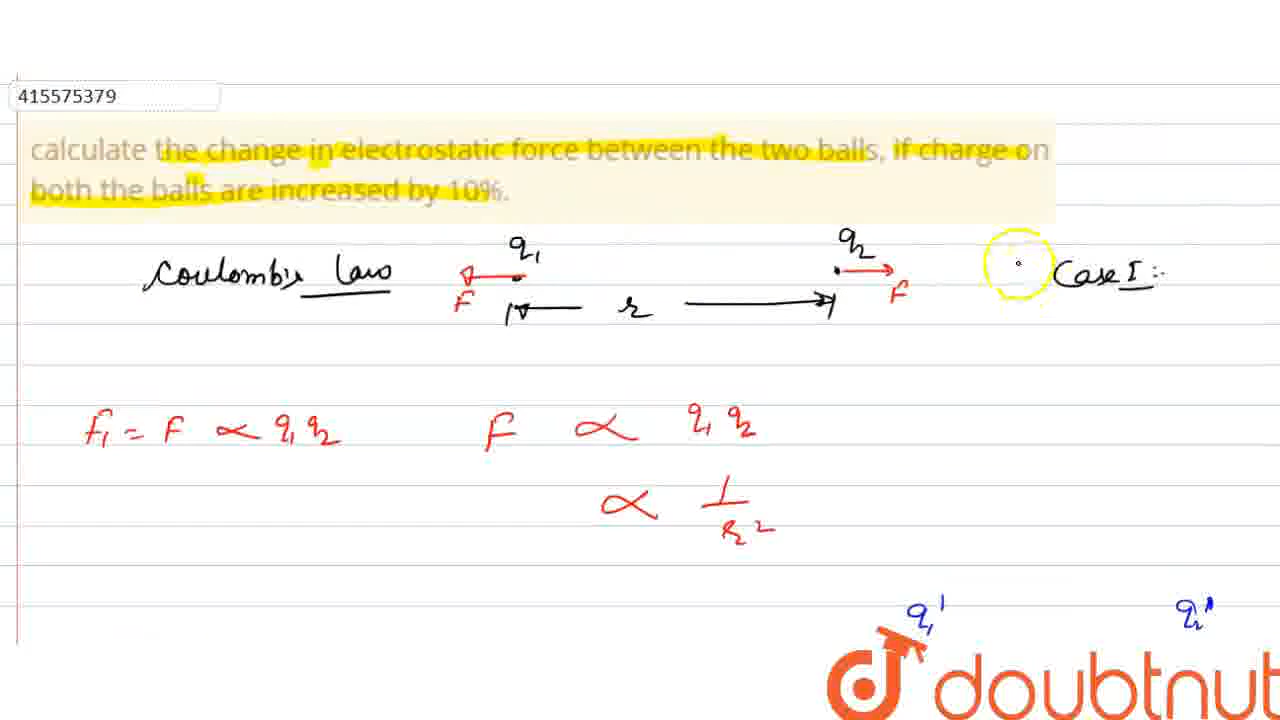 415575379
calculate the change in electrostatic force between the two balls, if charge on
both the balls are increased by 10%.
Coulombs Law
q₁
q₂
Case I :-
F
F
r
F₁ = F ∝ q₁ q₂
F ∝ q₁ q₂
∝ 1/r²
q₁'
q₂'
doubtnut